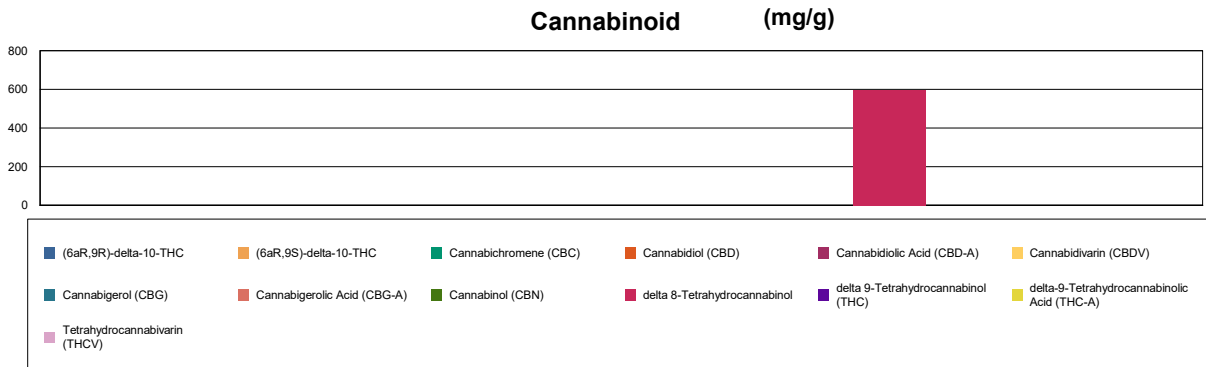 Cannabinoid (mg/g)
800
600
400
200
0
(6aR,9R)-delta-10-THC
(6aR,9S)-delta-10-THC
Cannabichromene (CBC)
Cannabidiol (CBD)
Cannabidiolic Acid (CBD-A)
Cannabidivarin (CBDV)
Cannabigerol (CBG)
Cannabigerolic Acid (CBG-A)
Cannabinol (CBN)
delta 8-Tetrahydrocannabinol
delta 9-Tetrahydrocannabinol
(THC)
delta-9-Tetrahydrocannabinolic
Acid (THC-A)
Tetrahydrocannabivarin
(THCV)